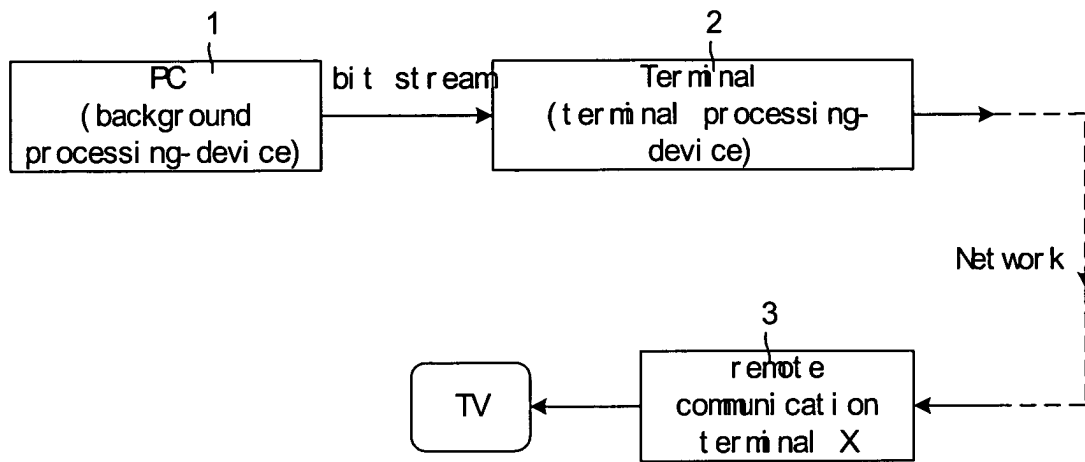 1
PC
(background
processing-device)
bit stream
2
Terminal
(terminal processing-
device)
Network
3
remote
communication
terminal X
TV